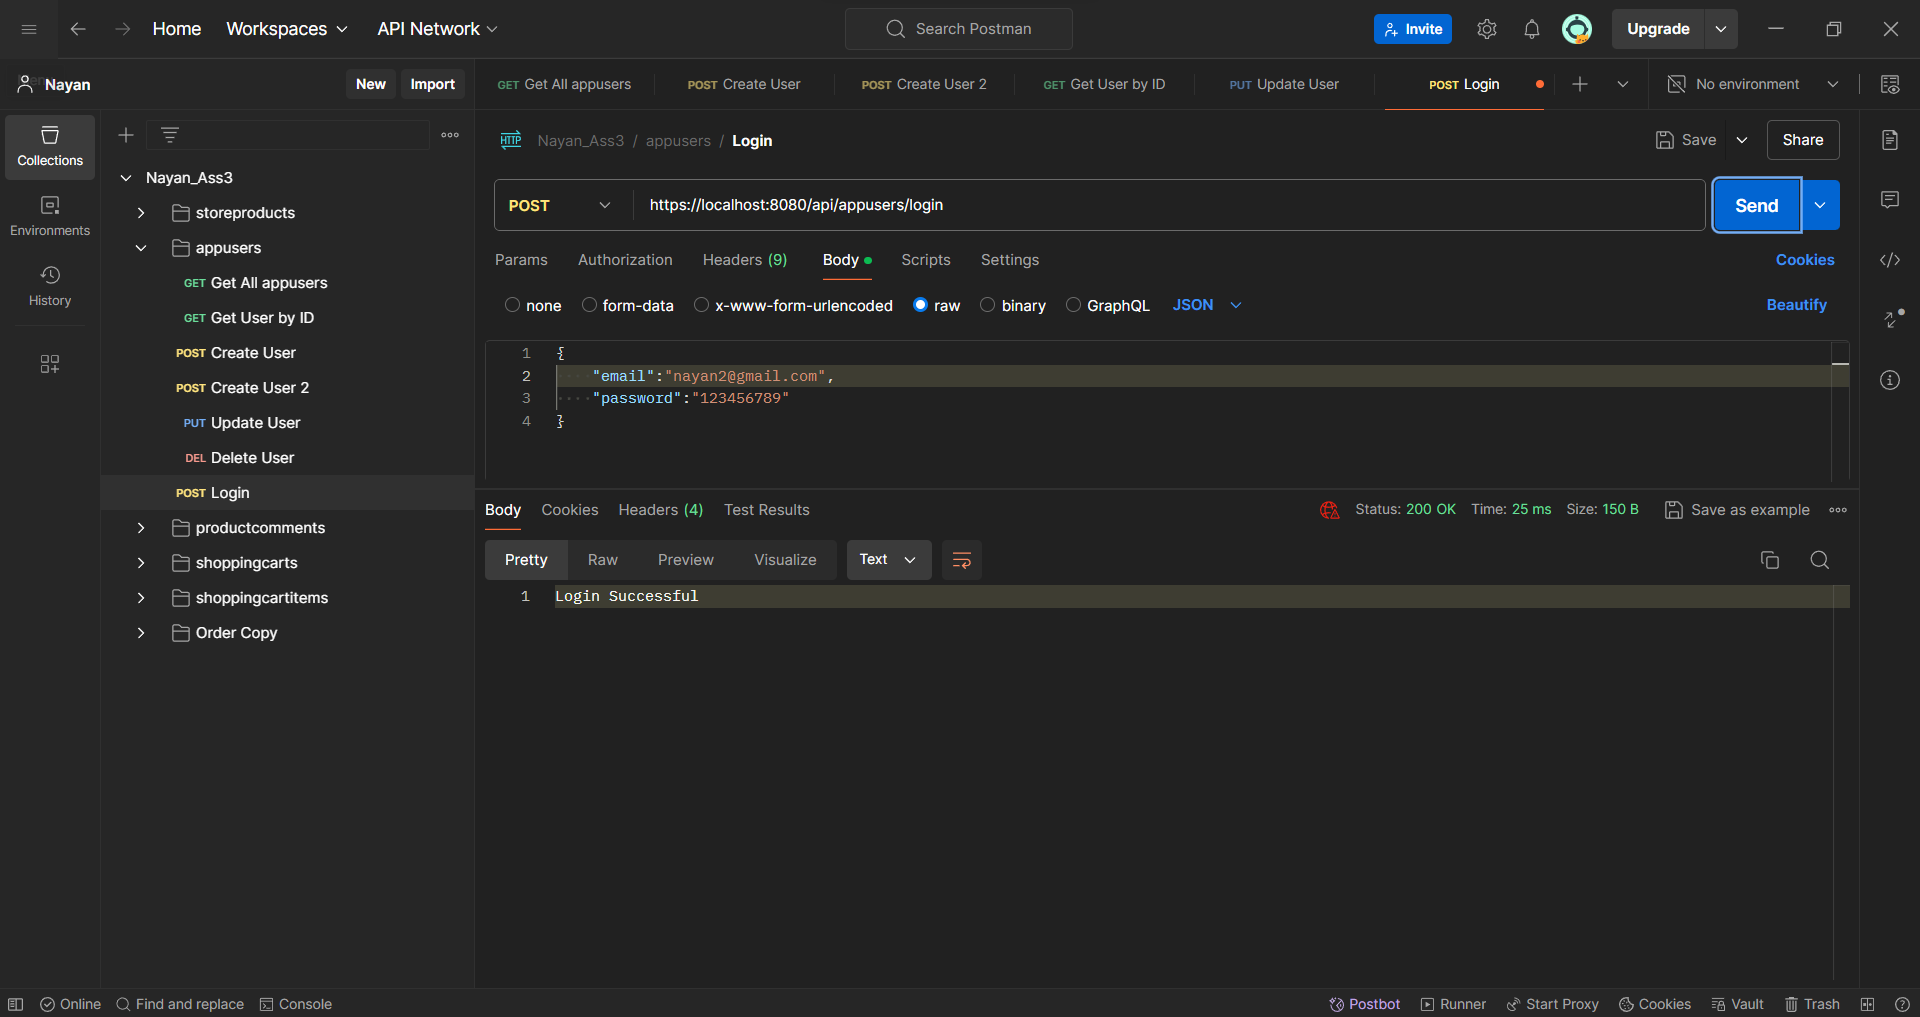 Home Workspaces API Network Search Postman Invite Upgrade
Nayan New Import
GET Get All appusers POST Create User POST Create User 2 GET Get User by ID PUT Update User POST Login No environment
Collections
Environments
History
Nayan_Ass3
storeproducts
appusers
GET Get All appusers
GET Get User by ID
POST Create User
POST Create User 2
PUT Update User
DEL Delete User
POST Login
productcomments
shoppingcarts
shoppingcartitems
Order Copy
HTTP Nayan_Ass3 / appusers / Login Save Share
POST https://localhost:8080/api/appusers/login Send
Params Authorization Headers (9) Body Scripts Settings Cookies
none form-data x-www-form-urlencoded raw binary GraphQL JSON Beautify
1 {
2 "email":"nayan2@gmail.com",
3 "password":"123456789"
4 }
Body Cookies Headers (4) Test Results Status: 200 OK Time: 25 ms Size: 150 B Save as example
Pretty Raw Preview Visualize Text
1 Login Successful
Online Find and replace Console Postbot Runner Start Proxy Cookies Vault Trash